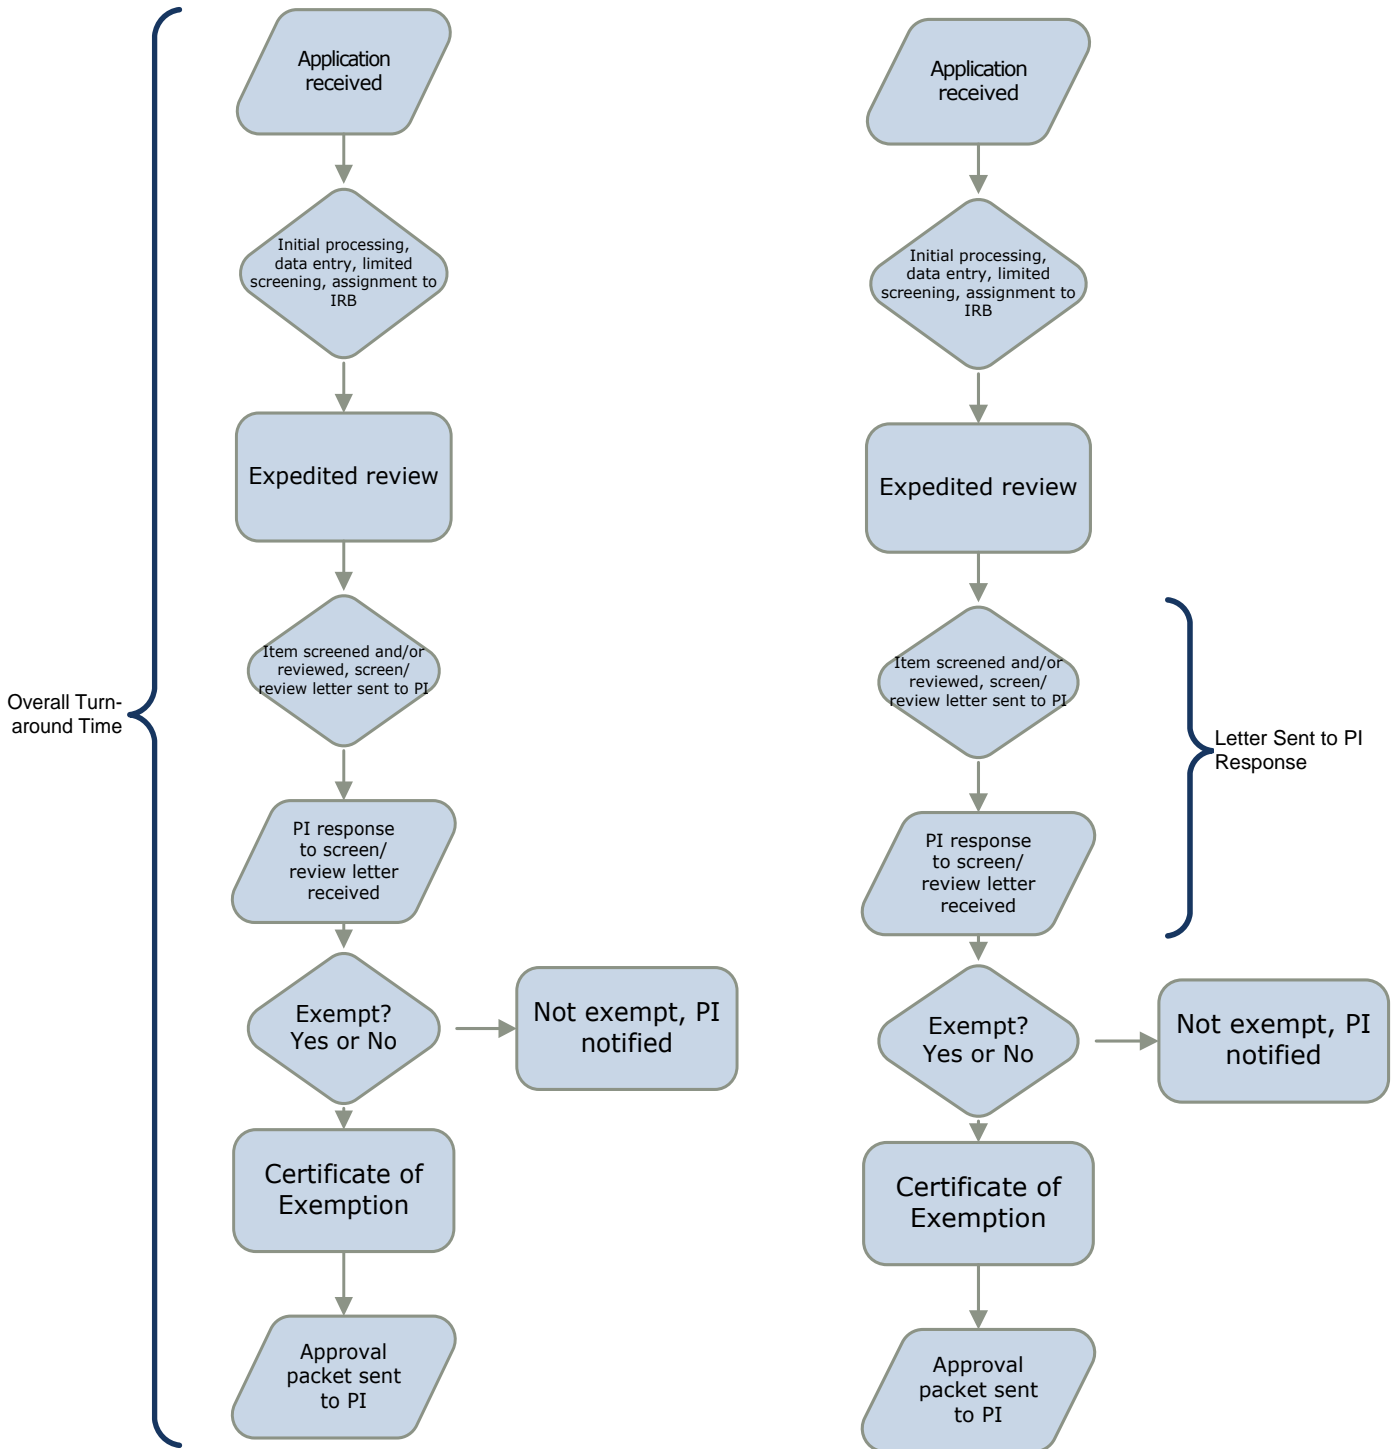 Application
received
Initial processing,
data entry, limited
screening, assignment to
IRB
Expedited review
Item screened and/or
reviewed, screen/
review letter sent to PI
Overall Turn-
around Time
PI response
to screen/
review letter
received
Exempt?
Yes or No
Not exempt, PI
notified
Certificate of
Exemption
Approval
packet sent
to PI
Application
received
Initial processing,
data entry, limited
screening, assignment to
IRB
Expedited review
Item screened and/or
reviewed, screen/
review letter sent to PI
Letter Sent to PI
Response
PI response
to screen/
review letter
received
Exempt?
Yes or No
Not exempt, PI
notified
Certificate of
Exemption
Approval
packet sent
to PI